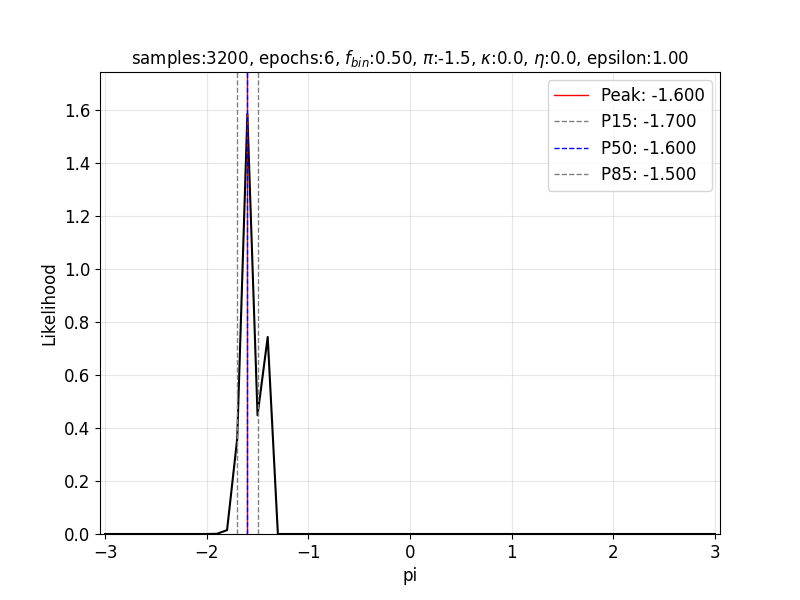 samples:3200, epochs:6, f_bin:0.50, π:-1.5, κ:0.0, η:0.0, epsilon:1.00
Peak: -1.600
P15: -1.700
P50: -1.600
P85: -1.500
1.6
1.4
1.2
1.0
0.8
0.6
0.4
0.2
0.0
Likelihood
−3
−2
−1
0
1
2
3
pi